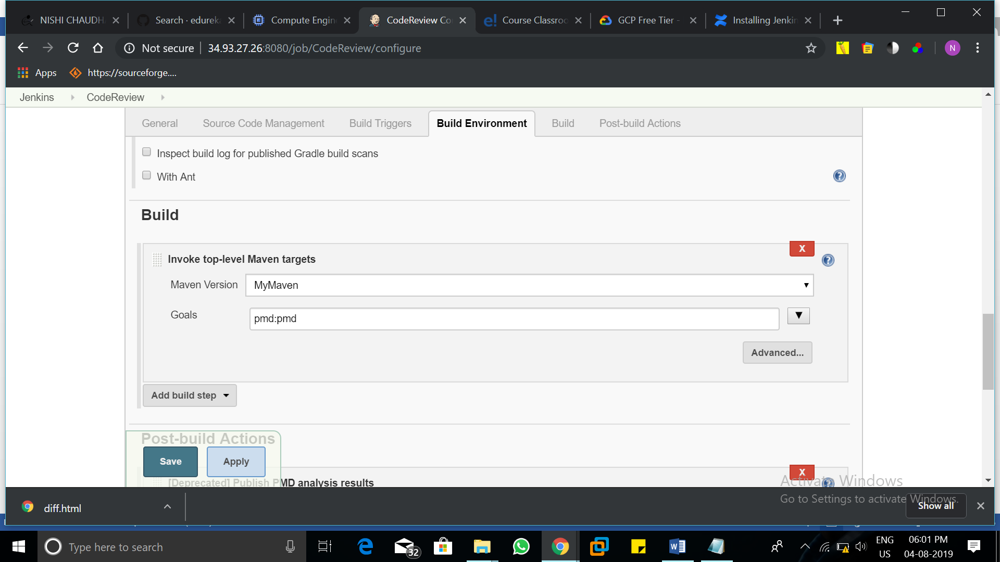 NISHI CHAUDH
Search · edurek
Compute Engin
CodeReview Co
Course Classroo
GCP Free Tier -
Installing Jenkin
Not secure
34.93.27.26:8080/job/CodeReview/configure
N
Apps
https://sourceforge....
Jenkins
CodeReview
General
Source Code Management
Build Triggers
Build Environment
Build
Post-build Actions
Inspect build log for published Gradle build scans
With Ant
Build
X
Invoke top-level Maven targets
Maven Version
MyMaven
Goals
pmd:pmd
Advanced...
Add build step
Post-build Actions
Save
Apply
X
[Deprecated] Publish PMD analysis results
Activate Windows
Go to Settings to activate Windows.
diff.html
Show all
Type here to search
32
ENG
US
06:01 PM
04-08-2019